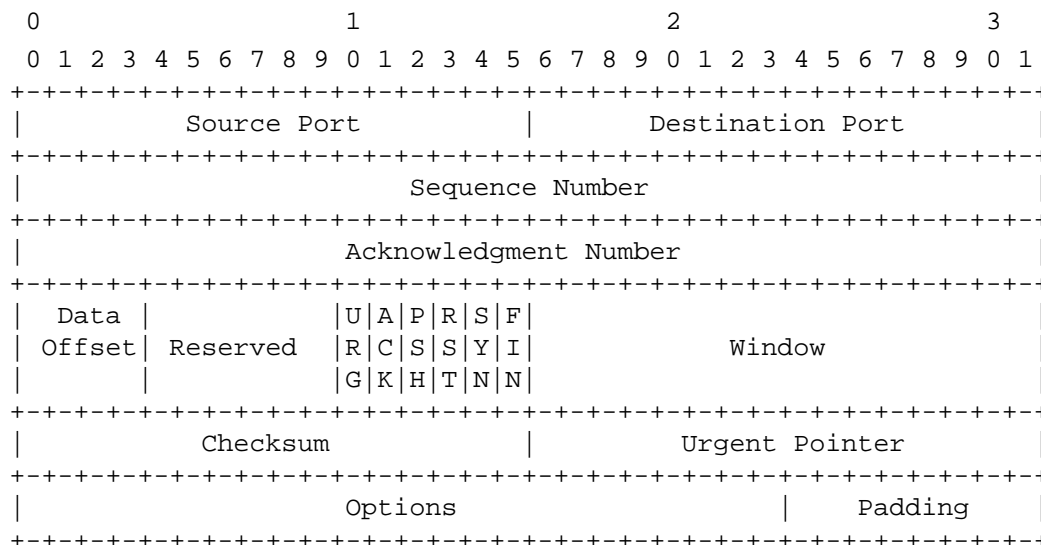 0                   1                   2                   3
 0 1 2 3 4 5 6 7 8 9 0 1 2 3 4 5 6 7 8 9 0 1 2 3 4 5 6 7 8 9 0 1
+-+-+-+-+-+-+-+-+-+-+-+-+-+-+-+-+-+-+-+-+-+-+-+-+-+-+-+-+-+-+-+-+
|          Source Port          |       Destination Port        |
+-+-+-+-+-+-+-+-+-+-+-+-+-+-+-+-+-+-+-+-+-+-+-+-+-+-+-+-+-+-+-+-+
|                        Sequence Number                        |
+-+-+-+-+-+-+-+-+-+-+-+-+-+-+-+-+-+-+-+-+-+-+-+-+-+-+-+-+-+-+-+-+
|                    Acknowledgment Number                      |
+-+-+-+-+-+-+-+-+-+-+-+-+-+-+-+-+-+-+-+-+-+-+-+-+-+-+-+-+-+-+-+-+
|  Data |           |U|A|P|R|S|F|                               |
| Offset| Reserved  |R|C|S|S|Y|I|            Window             |
|       |           |G|K|H|T|N|N|                               |
+-+-+-+-+-+-+-+-+-+-+-+-+-+-+-+-+-+-+-+-+-+-+-+-+-+-+-+-+-+-+-+-+
|           Checksum            |         Urgent Pointer        |
+-+-+-+-+-+-+-+-+-+-+-+-+-+-+-+-+-+-+-+-+-+-+-+-+-+-+-+-+-+-+-+-+
|                    Options                    |    Padding    |
+-+-+-+-+-+-+-+-+-+-+-+-+-+-+-+-+-+-+-+-+-+-+-+-+-+-+-+-+-+-+-+-+